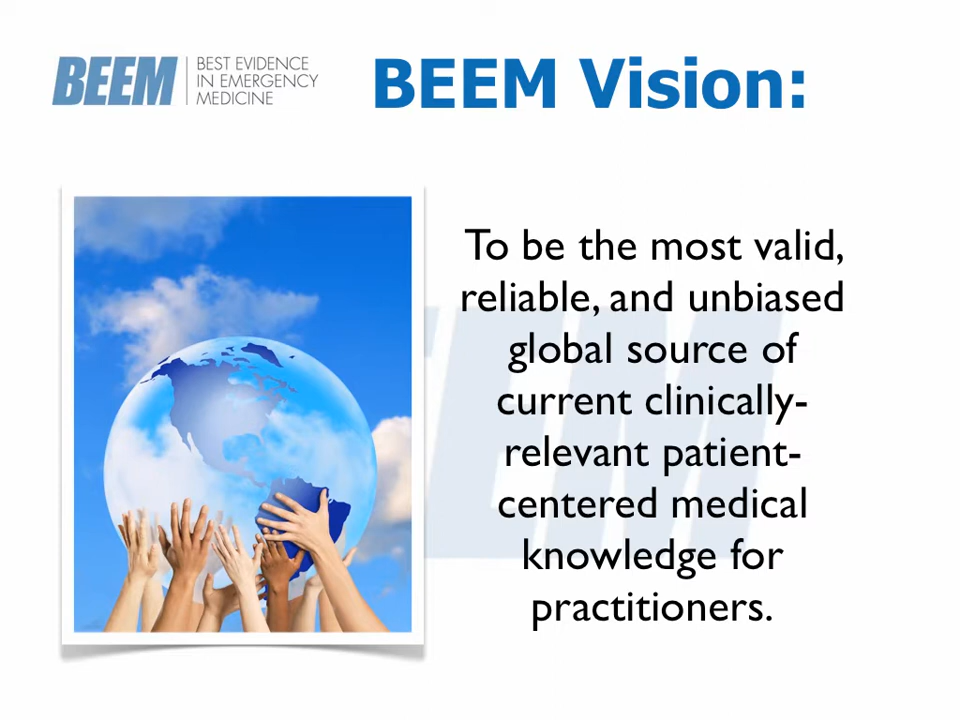 BEEM
BEST EVIDENCE
IN EMERGENCY
MEDICINE
BEEM Vision:
To be the most valid,
reliable, and unbiased
global source of
current clinically-
relevant patient-
centered medical
knowledge for
practitioners.